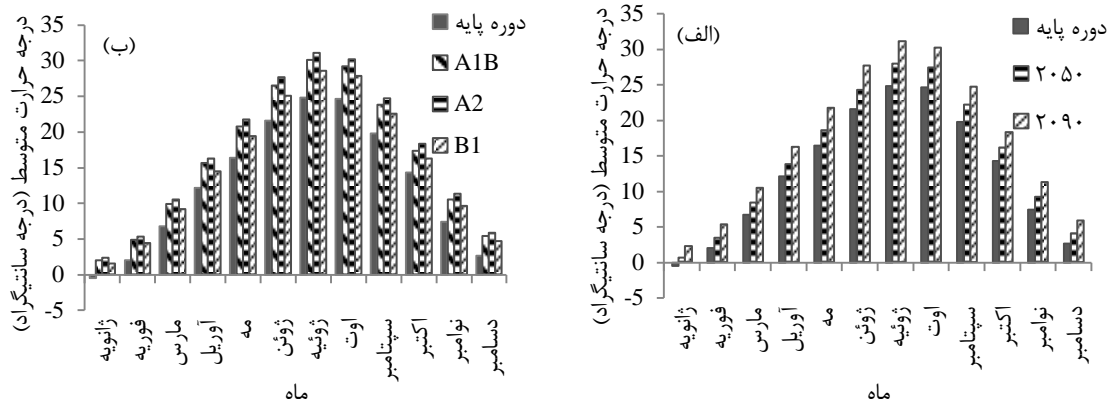 (الف)
دوره پایه
۲۰۵۰
۲۰۹۰
درجه حرارت متوسط (درجه سانتیگراد)
35
30
25
20
15
10
5
0
-5
ژانویه
فوریه
مارس
آوریل
مه
ژوئن
ژوئیه
اوت
سپتامبر
اکتبر
نوامبر
دسامبر
ماه
(ب)
دوره پایه
A1B
A2
B1
درجه حرارت متوسط (درجه سانتیگراد)
35
30
25
20
15
10
5
0
-5
ژانویه
فوریه
مارس
آوریل
مه
ژوئن
ژوئیه
اوت
سپتامبر
اکتبر
نوامبر
دسامبر
ماه